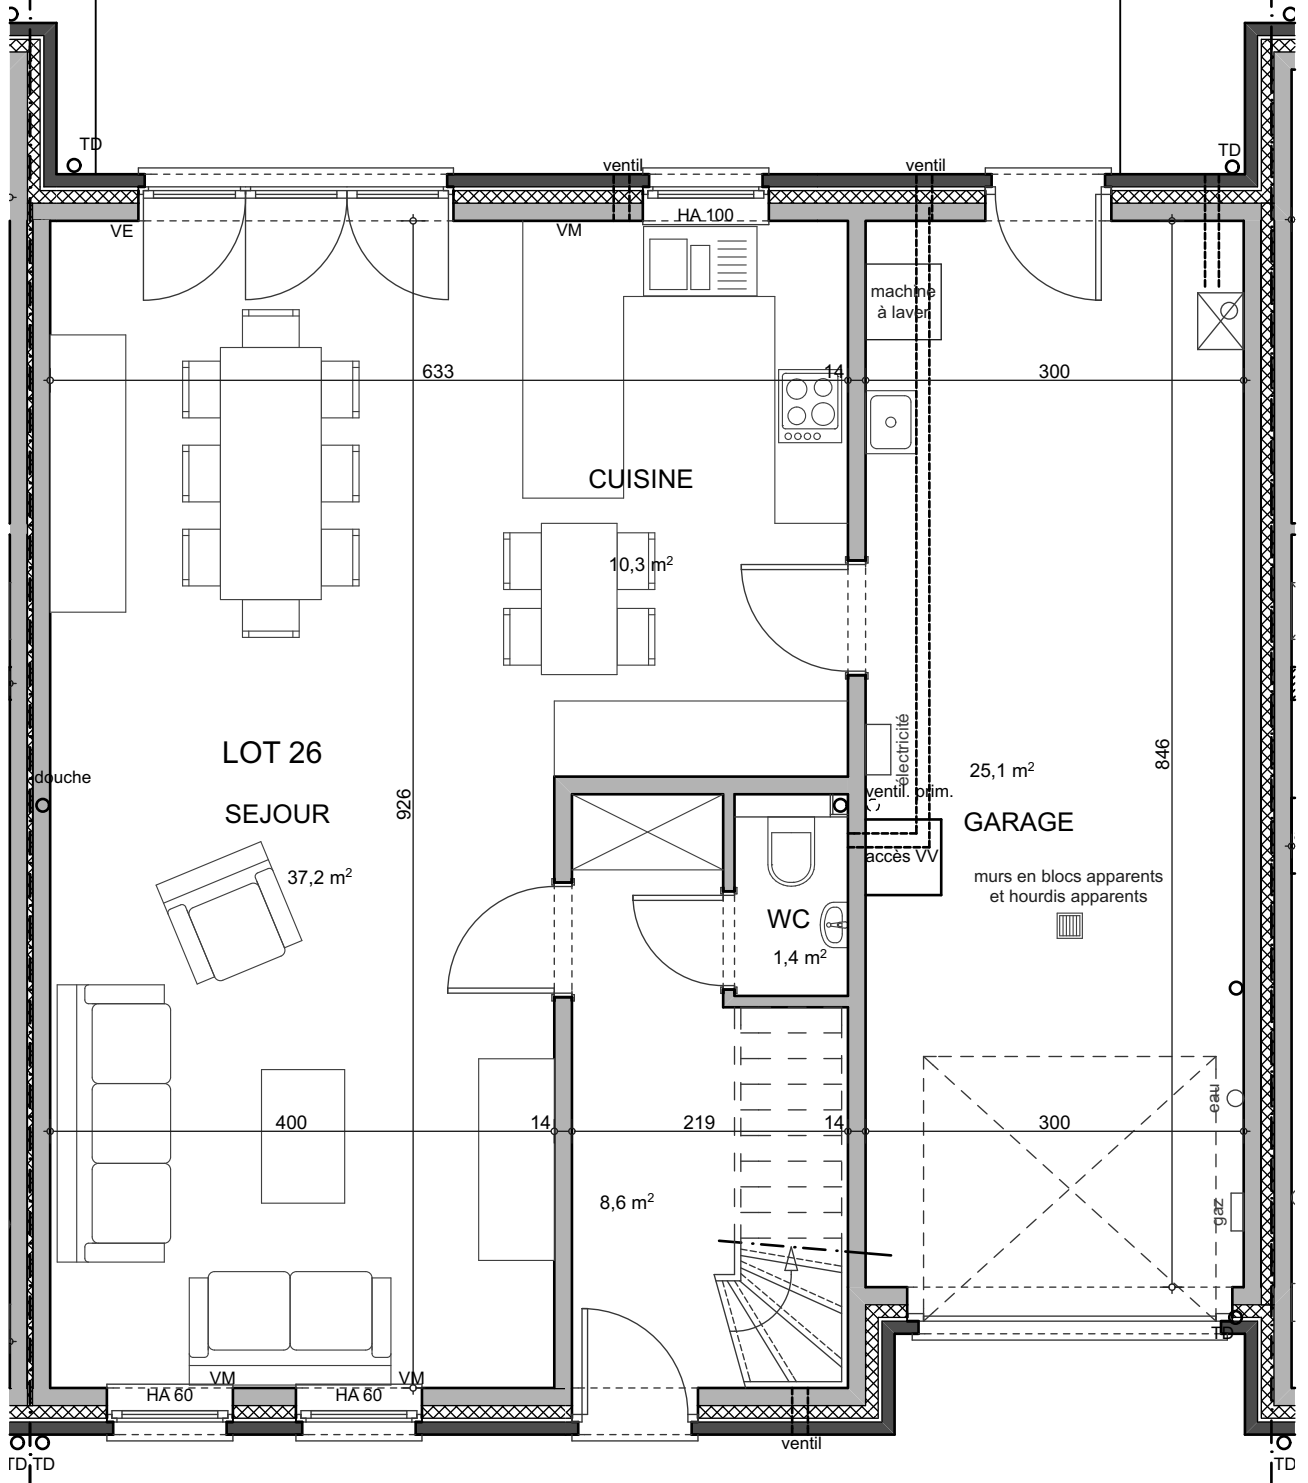 TD
TD
ventil
ventil
VE
VM
HA 100
machine
à laver
633
14
300
CUISINE
10,3 m²
électricité
LOT 26
846
25,1 m²
douche
ventil. prim.
926
SEJOUR
GARAGE
accès VV
37,2 m²
murs en blocs apparents
et hourdis apparents
WC
1,4 m²
eau
400
14
219
14
300
8,6 m²
gaz
TD
VM
VM
HA 60
HA 60
ventil
TD
TD
TD